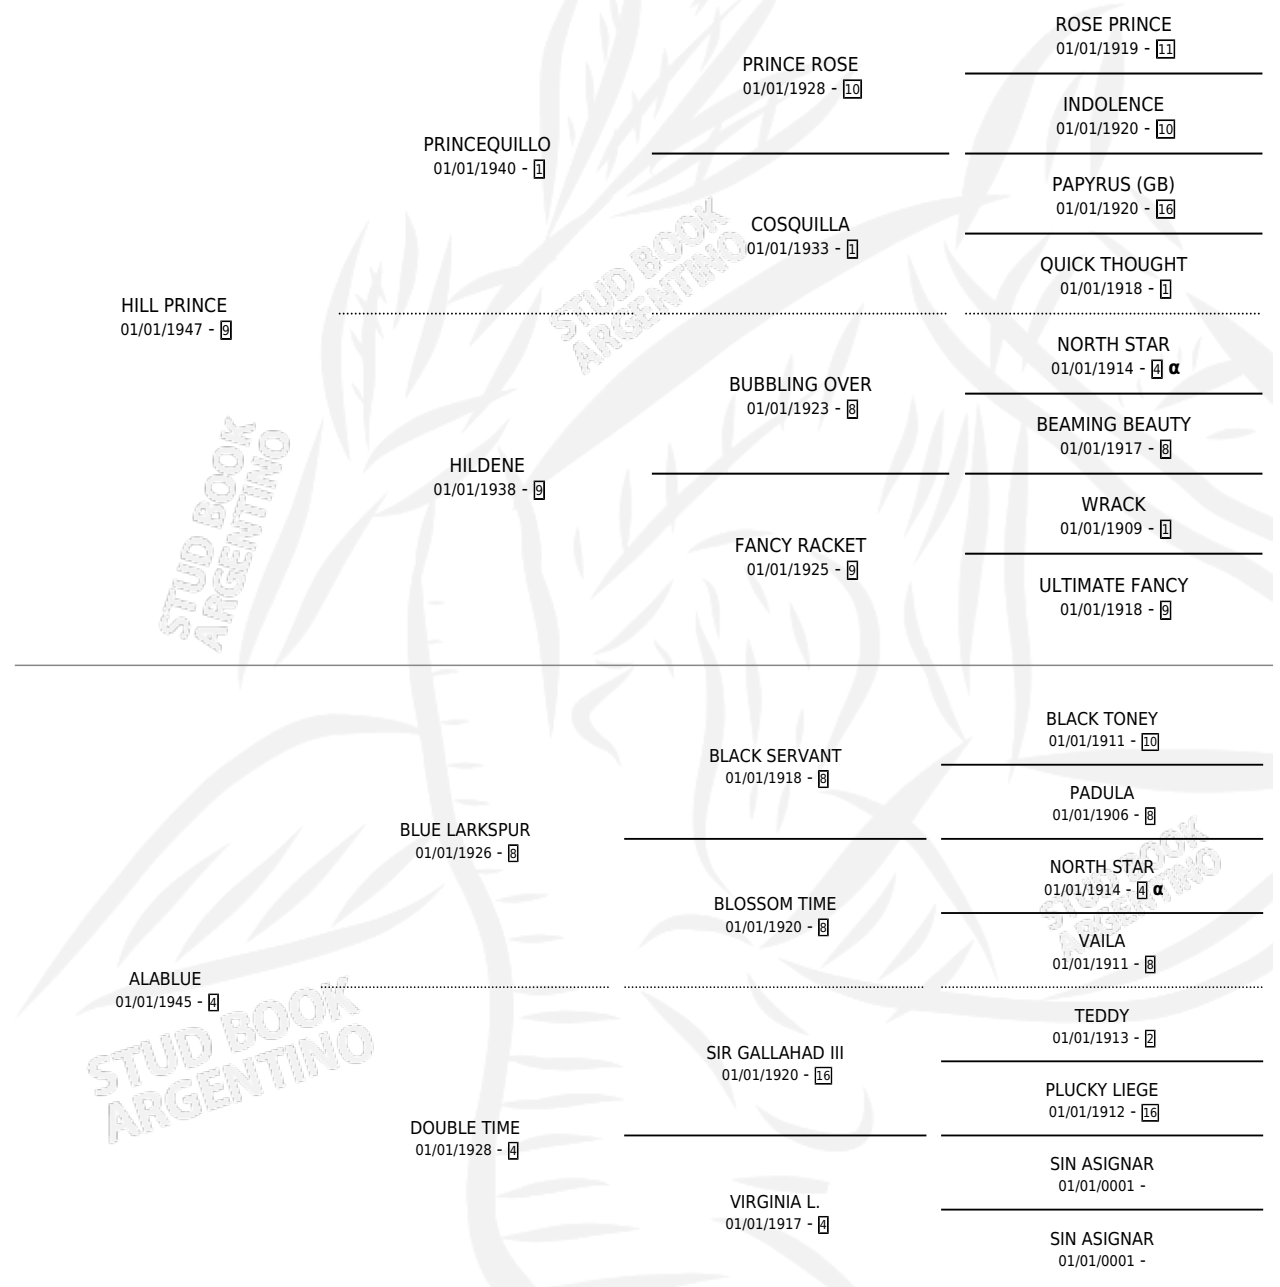 ROSE PRINCE
01/01/1919 - 11
PRINCE ROSE
01/01/1928 - 10
INDOLENCE
01/01/1920 - 10
PRINCEQUILLO
01/01/1940 - 1
PAPYRUS (GB)
01/01/1920 - 16
COSQUILLA
01/01/1933 - 1
QUICK THOUGHT
01/01/1918 - 1
HILL PRINCE
01/01/1947 - 9
NORTH STAR
01/01/1914 - 4 α
BUBBLING OVER
01/01/1923 - 8
BEAMING BEAUTY
01/01/1917 - 8
HILDENE
01/01/1938 - 9
WRACK
01/01/1909 - 1
FANCY RACKET
01/01/1925 - 9
ULTIMATE FANCY
01/01/1918 - 9
BLACK TONEY
01/01/1911 - 10
BLACK SERVANT
01/01/1918 - 8
PADULA
01/01/1906 - 8
BLUE LARKSPUR
01/01/1926 - 8
NORTH STAR
01/01/1914 - 4 α
BLOSSOM TIME
01/01/1920 - 8
VAILA
01/01/1911 - 8
ALABLUE
01/01/1945 - 4
TEDDY
01/01/1913 - 2
SIR GALLAHAD III
01/01/1920 - 16
PLUCKY LIEGE
01/01/1912 - 16
DOUBLE TIME
01/01/1928 - 4
SIN ASIGNAR
01/01/0001 -
VIRGINIA L.
01/01/1917 - 4
SIN ASIGNAR
01/01/0001 -
STUD BOOK
ARGENTINO
STUD BOOK
ARGENTINO
STUD BOOK
ARGENTINO
STUD BOOK
ARGENTINO